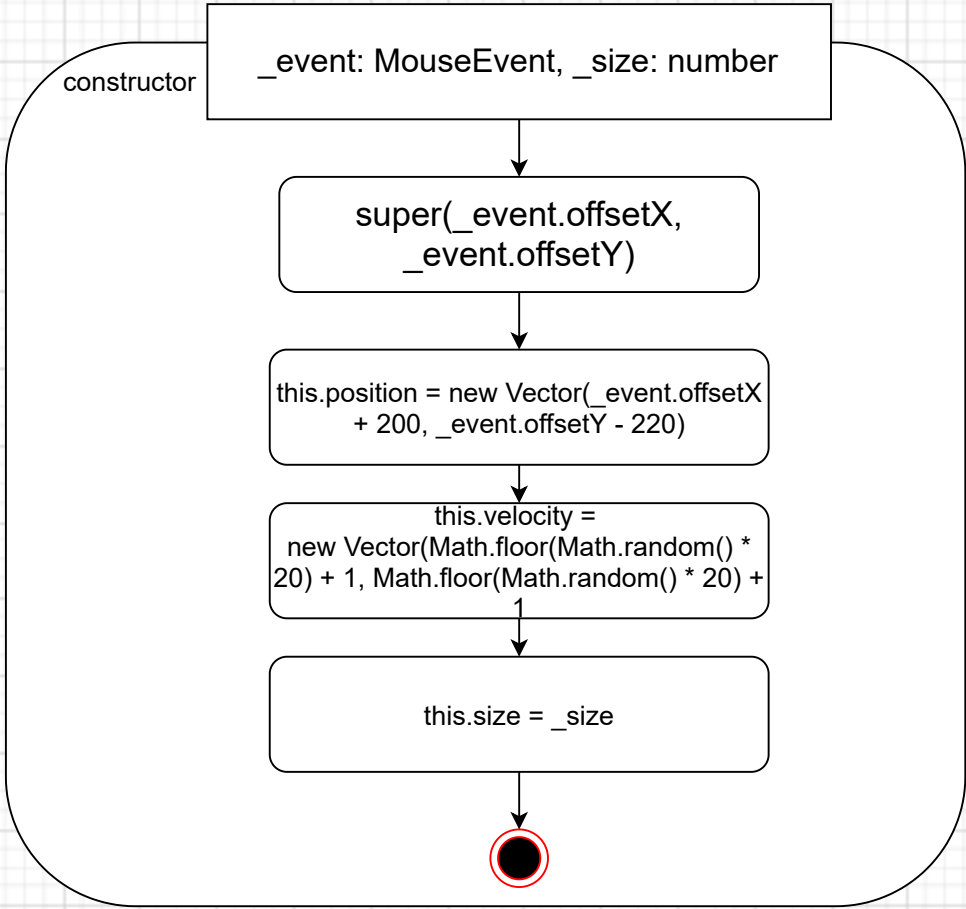 _event: MouseEvent, _size: number
constructor
super(_event.offsetX,
_event.offsetY)
this.position = new Vector(_event.offsetX
+ 200, _event.offsetY - 220)
this.velocity =
new Vector(Math.floor(Math.random() *
20) + 1, Math.floor(Math.random() * 20) +
1
this.size = _size